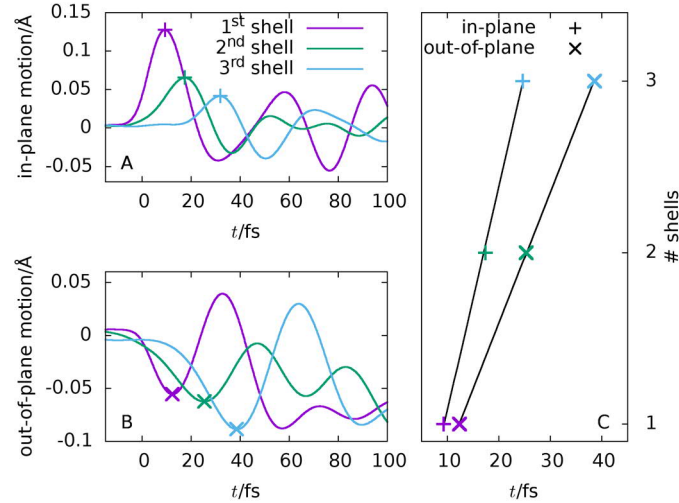 in-plane motion/Å
0.15
0.1
0.05
0
-0.05
1st shell
2nd shell
3rd shell
A
0 20 40 60 80 100
t/fs
out-of-plane motion/Å
0.05
0
-0.05
-0.1
B
0 20 40 60 80 100
t/fs
in-plane
out-of-plane
3
2
1
# shells
C
10 20 30 40
t/fs